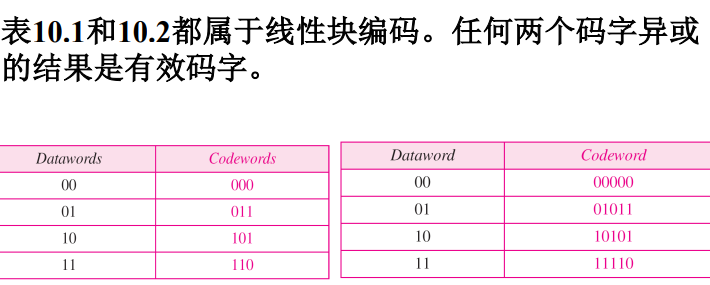 表10.1和10.2都属于线性块编码。任何两个码字异或
的结果是有效码字。
Datawords Codewords
00 000
01 011
10 101
11 110
Dataword Codeword
00 00000
01 01011
10 10101
11 11110